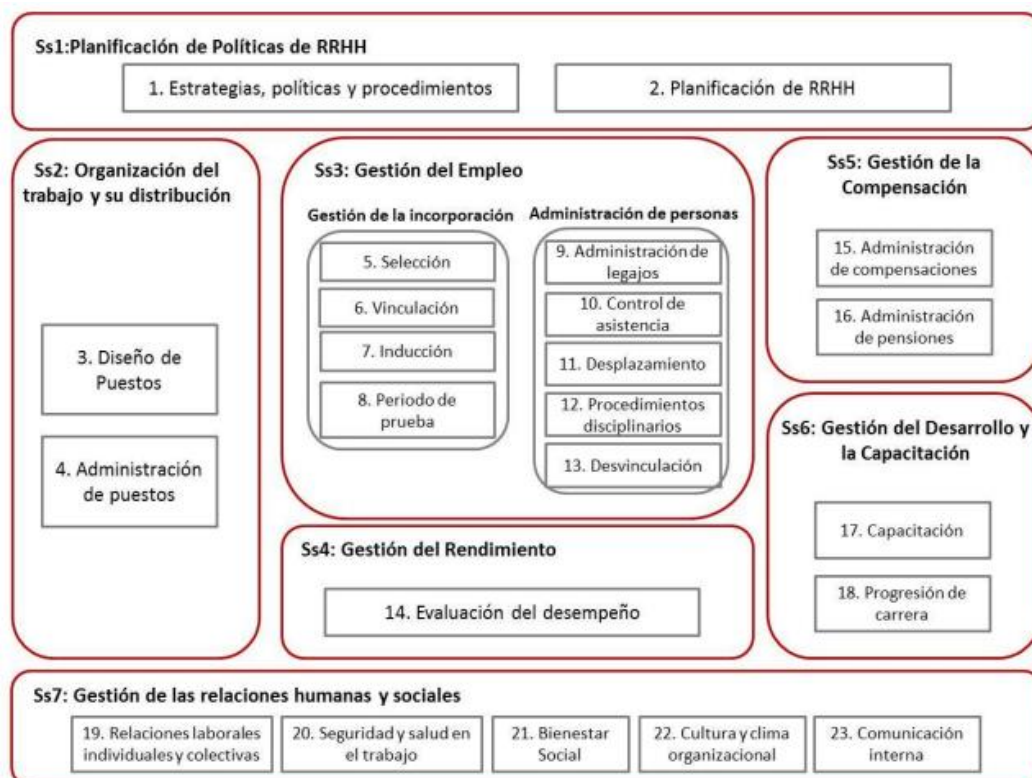 Ss1:Planificación de Políticas de RRHH
1. Estrategias, políticas y procedimientos
2. Planificación de RRHH
Ss2: Organización del
trabajo y su distribución
3. Diseño de
Puestos
4. Administración
de puestos
Ss3: Gestión del Empleo
Gestión de la incorporación
5. Selección
6. Vinculación
7. Inducción
8. Periodo de
prueba
Administración de personas
9. Administración de
legajos
10. Control de
asistencia
11. Desplazamiento
12. Procedimientos
disciplinarios
13. Desvinculación
Ss4: Gestión del Rendimiento
14. Evaluación del desempeño
Ss5: Gestión de la
Compensación
15. Administración
de compensaciones
16. Administración
de pensiones
Ss6: Gestión del Desarrollo y
la Capacitación
17. Capacitación
18. Progresión de
carrera
Ss7: Gestión de las relaciones humanas y sociales
19. Relaciones laborales
individuales y colectivas
20. Seguridad y salud en
el trabajo
21. Bienestar
Social
22. Cultura y clima
organizacional
23. Comunicación
interna